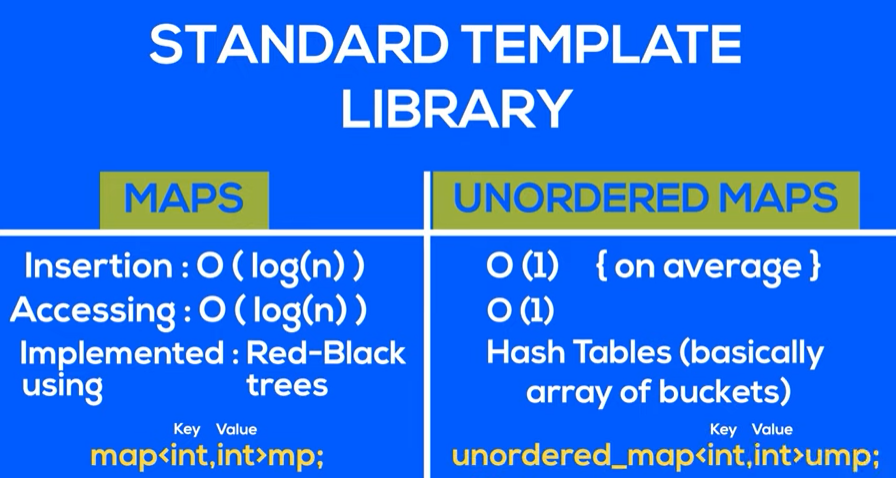 STANDARD TEMPLATE
LIBRARY
MAPS
Insertion : O ( log(n) )
Accessing : O ( log(n) )
Implemented : Red-Black
using trees
Key Value
map<int,int>mp;
UNORDERED MAPS
O (1) { on average }
O (1)
Hash Tables (basically
array of buckets)
Key Value
unordered_map<int,int>ump;